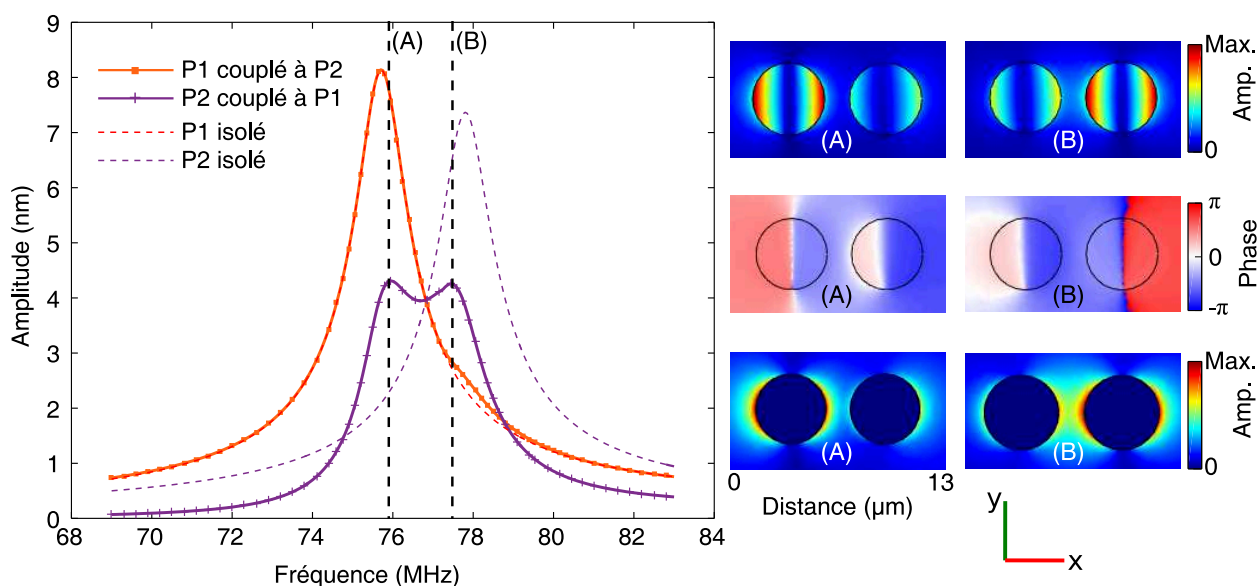 9
8
7
6
5
4
3
2
1
0
Amplitude (nm)
68 70 72 74 76 78 80 82 84
Fréquence (MHz)
(A) (B)
P1 couplé à P2
P2 couplé à P1
P1 isolé
P2 isolé
(A) (B)
Max.
0
Amp.
(A) (B)
π
0
-π
Phase
(A) (B)
Max.
0
Amp.
0 13
Distance (µm)
y
x